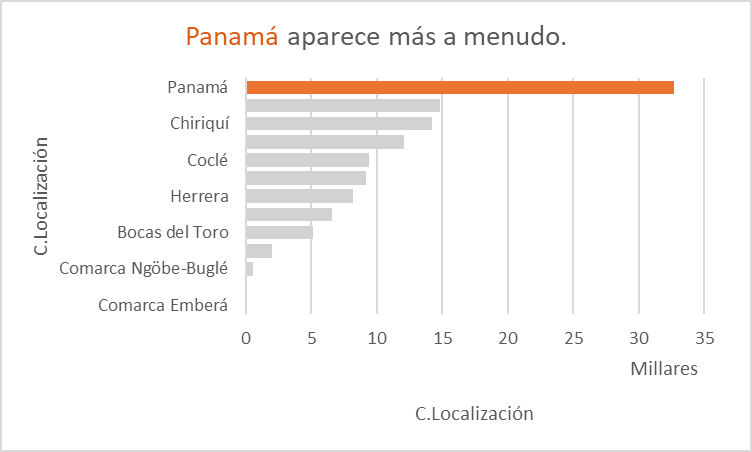 Panamá aparece más a menudo.
C.Localización
Panamá
Chiriquí
Coclé
Herrera
Bocas del Toro
Comarca Ngöbe-Buglé
Comarca Emberá
0 5 10 15 20 25 30 35
Millares
C.Localización